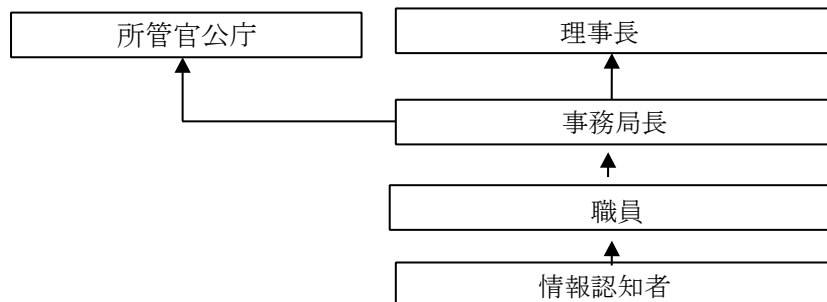 所管官公庁
理事長
事務局長
職員
情報認知者